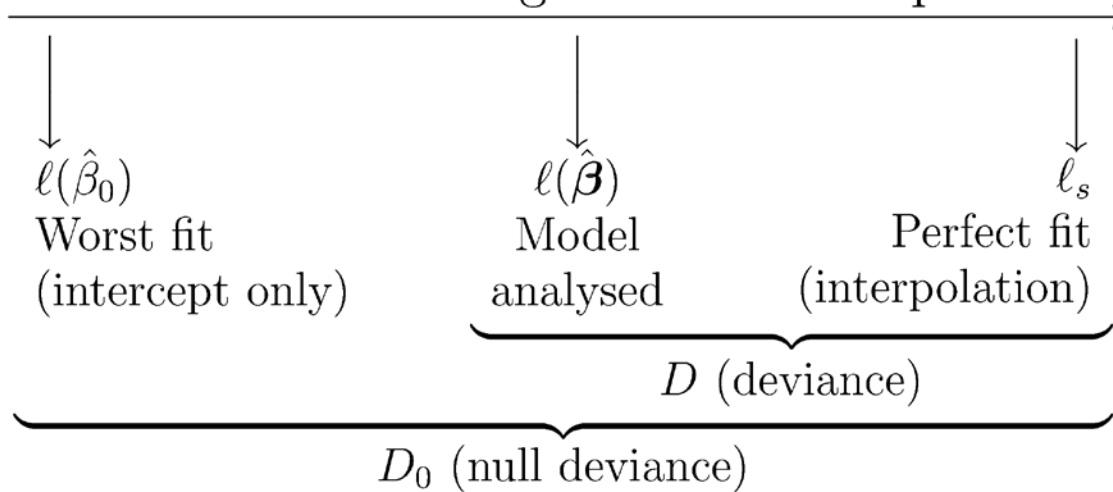 ℓ(β̂₀) ℓ(𝛃̂) ℓₛ
Worst fit Model Perfect fit
(intercept only) analysed (interpolation)
D (deviance)
D₀ (null deviance)